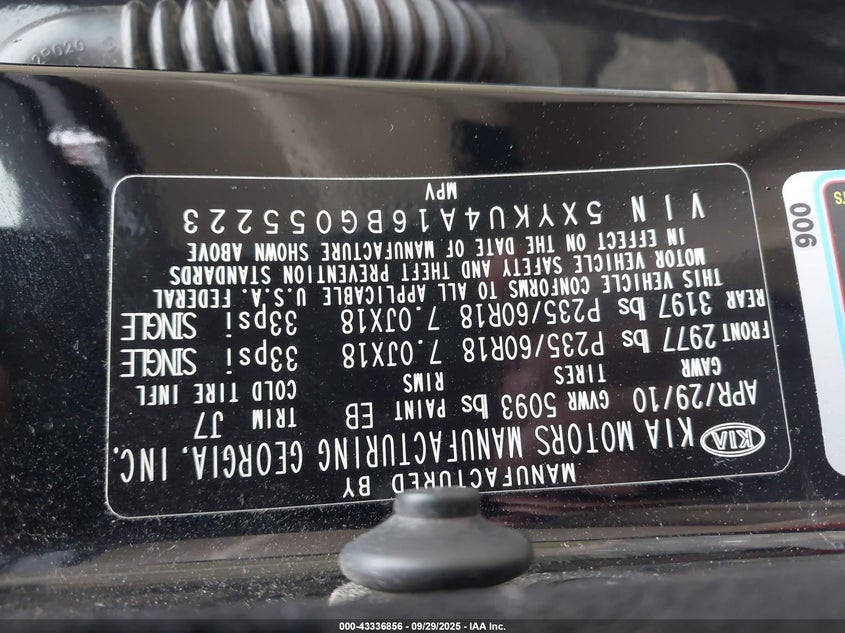 MANUFACTURED BY
KIA KIA MOTORS MANUFACTURING GEORGIA, INC.
APR/29/10 GVWR 5093 lbs PAINT EB TRIM J7
GAWR TIRES RIMS COLD TIRE INFL
FRONT 2977 lbs P235/60R18 7.0JX18 33psi SINGLE
REAR 3197 lbs P235/60R18 7.0JX18 33psi SINGLE
THIS VEHICLE CONFORMS TO ALL APPLICABLE U.S.A. FEDERAL
MOTOR VEHICLE SAFETY AND THEFT PREVENTION STANDARDS
IN EFFECT ON THE DATE OF MANUFACTURE SHOWN ABOVE
VIN 5XYKU4A16BG055223
MPV
900
000-43336856 - 09/29/2025 - IAA Inc.